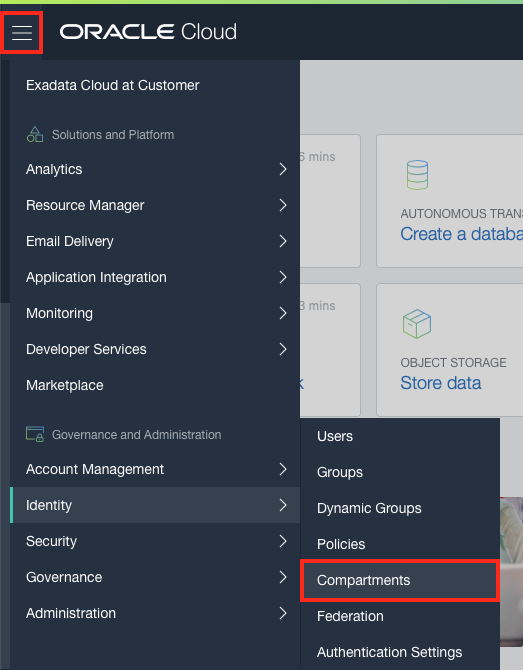 ORACLE Cloud
Exadata Cloud at Customer
Solutions and Platform
Analytics
Resource Manager
Email Delivery
Application Integration
Monitoring
Developer Services
Marketplace
Governance and Administration
Account Management
Identity
Security
Governance
Administration
Users
Groups
Dynamic Groups
Policies
Compartments
Federation
Authentication Settings
6 mins
AUTONOMOUS TRAN
Create a databa
3 mins
OBJECT STORAGE
Store data